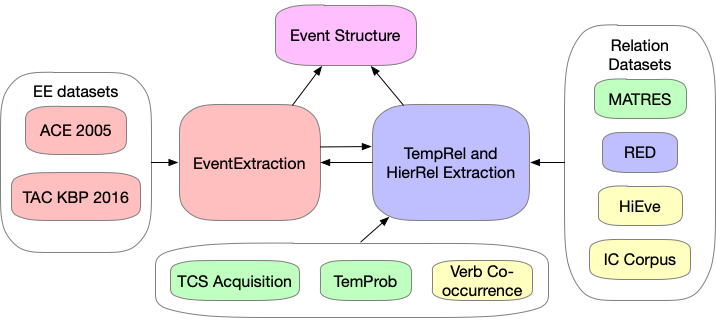 Event Structure
EE datasets
ACE 2005
TAC KBP 2016
EventExtraction
TempRel and
HierRel Extraction
Relation
Datasets
MATRES
RED
HiEve
IC Corpus
TCS Acquisition
TemProb
Verb Co-
occurrence